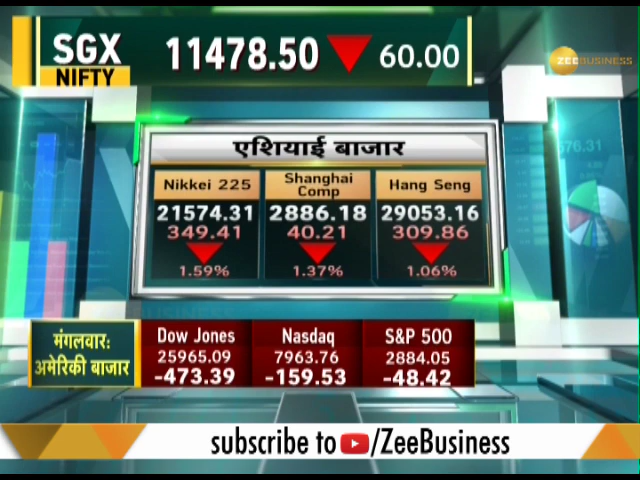 SGX
NIFTY
11478.50 60.00
ZEEBUSINESS
एशियाई बाजार
Nikkei 225
21574.31
349.41
1.59%
Shanghai
Comp
2886.18
40.21
1.37%
Hang Seng
29053.16
309.86
1.06%
मंगलवार:
अमेरिकी बाजार
Dow Jones
25965.09
-473.39
Nasdaq
7963.76
-159.53
S&P 500
2884.05
-48.42
subscribe to /ZeeBusiness